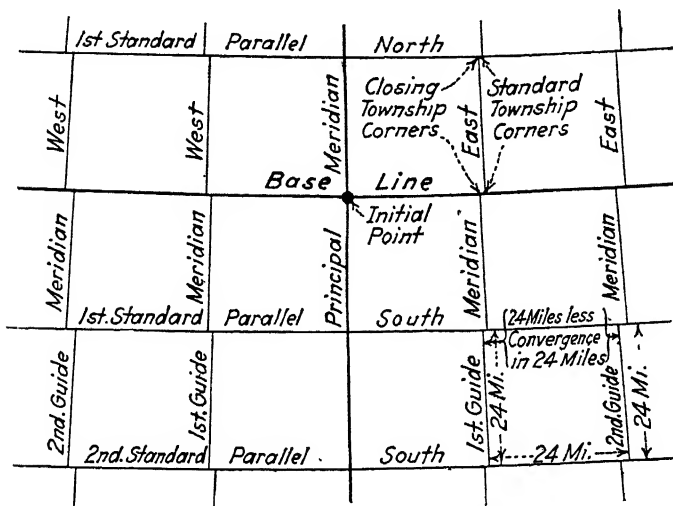 1st Standard Parallel North
West
West
Meridian
East
East
Closing
Township
Corners
Standard
Township
Corners
Base Line
Initial
Point
Meridian
Meridian
Principal
Meridian
Meridian
1st. Standard Parallel South
24 Miles less
Convergence
in 24 Miles
2nd. Guide
1st. Guide
1st. Guide
24 Mi.
2nd. Guide
24 Mi.
2nd. Standard Parallel South
24 Mi.